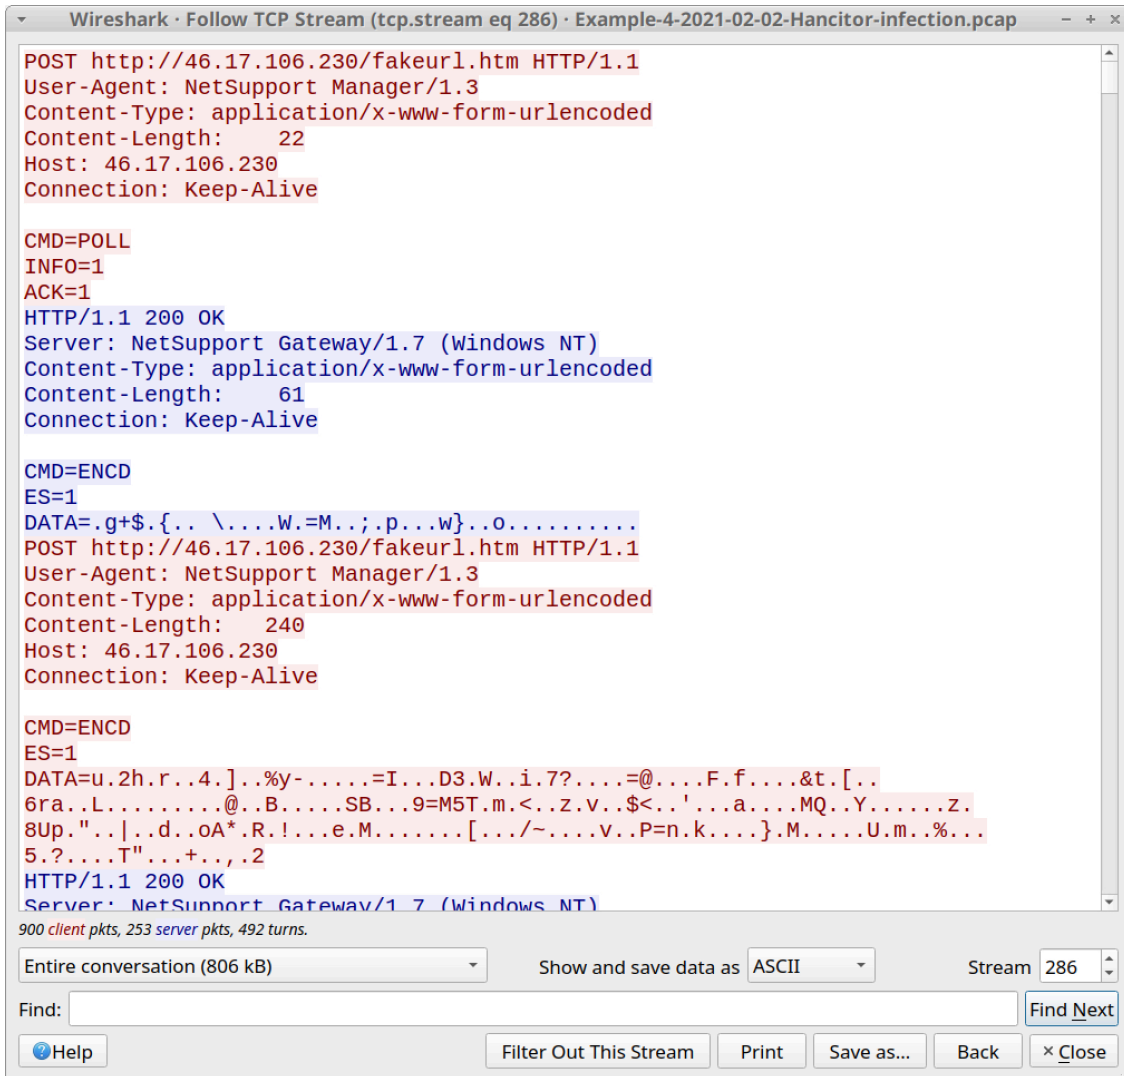 Wireshark · Follow TCP Stream (tcp.stream eq 286) · Example-4-2021-02-02-Hancitor-infection.pcap
POST http://46.17.106.230/fakeurl.htm HTTP/1.1
User-Agent: NetSupport Manager/1.3
Content-Type: application/x-www-form-urlencoded
Content-Length:    22
Host: 46.17.106.230
Connection: Keep-Alive

CMD=POLL
INFO=1
ACK=1
HTTP/1.1 200 OK
Server: NetSupport Gateway/1.7 (Windows NT)
Content-Type: application/x-www-form-urlencoded
Content-Length:    61
Connection: Keep-Alive

CMD=ENCD
ES=1
DATA=.g+$.{.. \....W.=M..;.p...w}..o..........
POST http://46.17.106.230/fakeurl.htm HTTP/1.1
User-Agent: NetSupport Manager/1.3
Content-Type: application/x-www-form-urlencoded
Content-Length:   240
Host: 46.17.106.230
Connection: Keep-Alive

CMD=ENCD
ES=1
DATA=u.2h.r..4.]..%y-.....=I...D3.W..i.7?....=@....F.f....&t.[..
6ra..L.........@..B.....SB...9=M5T.m.<..z.v..$<..'...a....MQ..Y......z.
8Up."..|..d..oA*.R.!...e.M.......[.../~....v..P=n.k....}.M.....U.m..%...
5.?....T"...+..,.2
HTTP/1.1 200 OK
Server: NetSupport Gateway/1.7 (Windows NT)
900 client pkts, 253 server pkts, 492 turns.
Entire conversation (806 kB) Show and save data as ASCII Stream 286
Find: Find Next
Help Filter Out This Stream Print Save as... Back Close